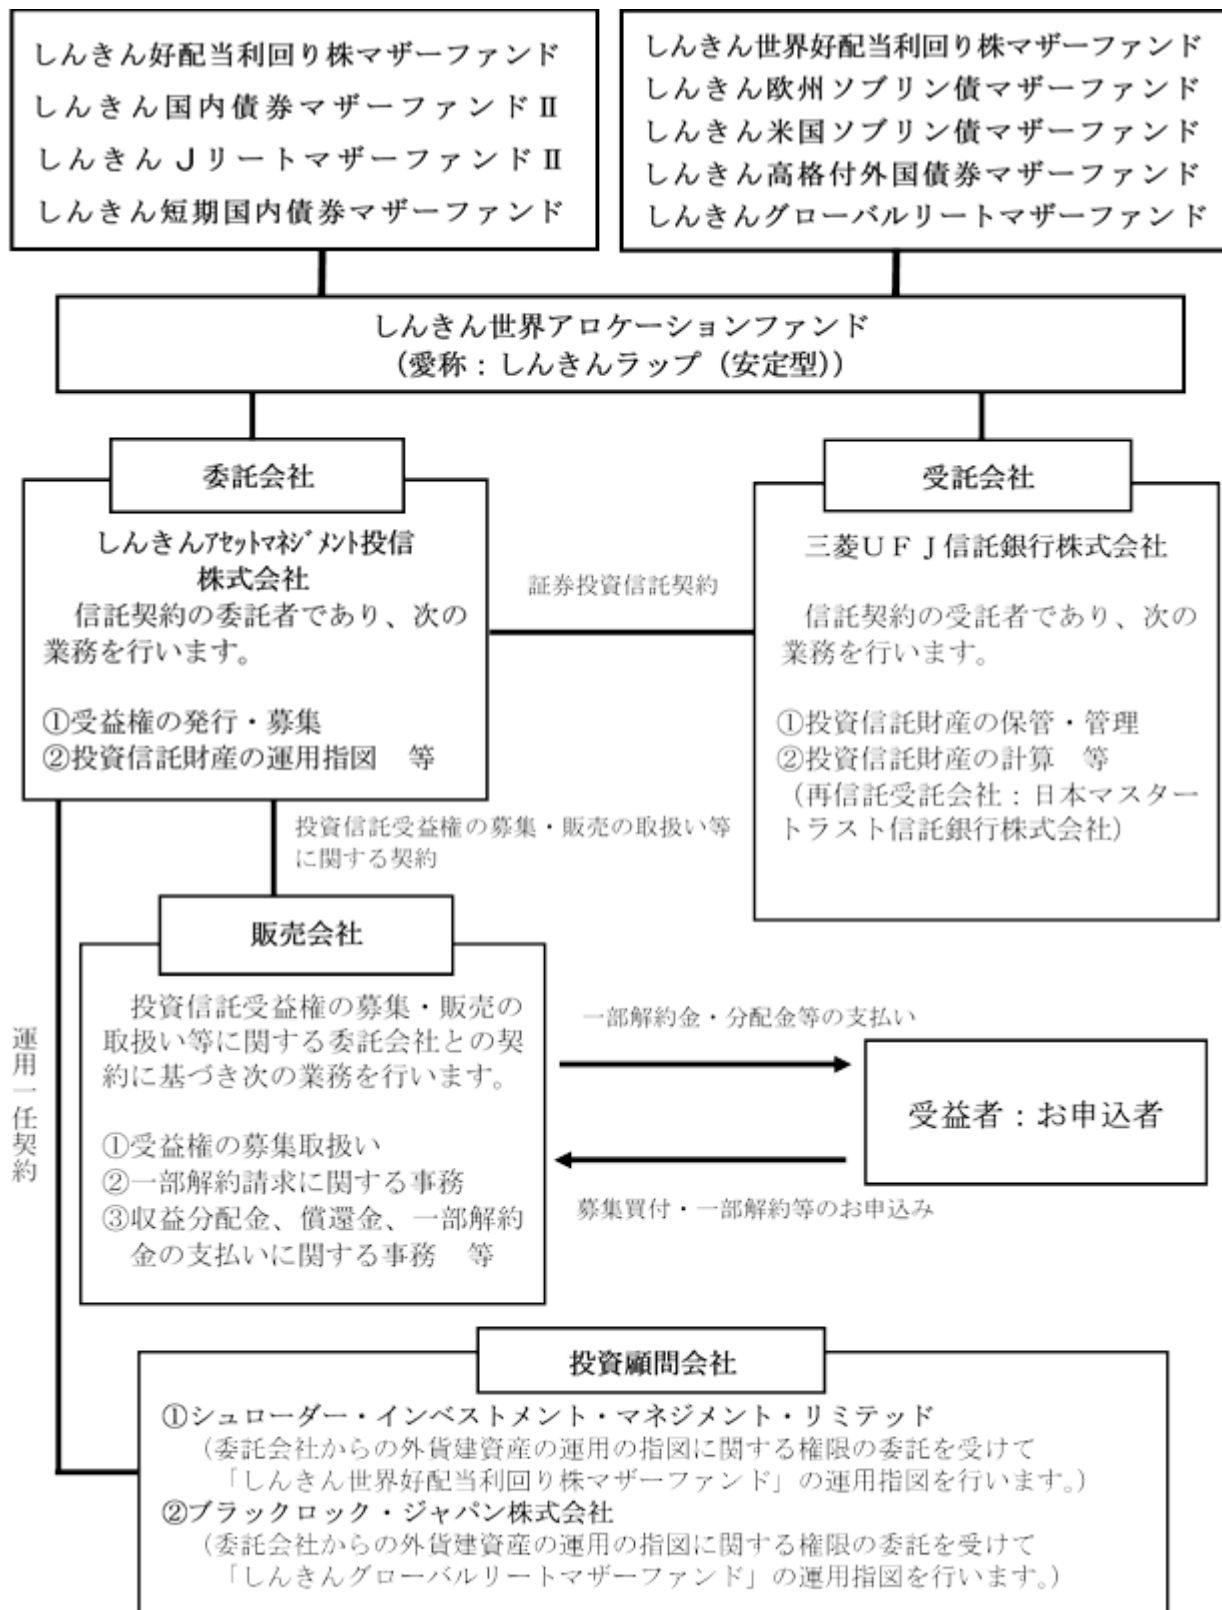 しんきん好配当利回り株マザーファンド
しんきん国内債券マザーファンドⅡ
しんきんJリートマザーファンドⅡ
しんきん短期国内債券マザーファンド
しんきん世界好配当利回り株マザーファンド
しんきん欧州ソブリン債マザーファンド
しんきん米国ソブリン債マザーファンド
しんきん高格付外国債券マザーファンド
しんきんグローバルリートマザーファンド
しんきん世界アロケーションファンド
(愛称：しんきんラップ（安定型）)
委託会社
しんきんｱｾｯﾄﾏﾈｼﾞﾒﾝﾄ投信
株式会社
信託契約の委託者であり、次の
業務を行います。
①受益権の発行・募集
②投資信託財産の運用指図　等
証券投資信託契約
受託会社
三菱ＵＦＪ信託銀行株式会社
信託契約の受託者であり、次の
業務を行います。
①投資信託財産の保管・管理
②投資信託財産の計算　等
（再信託受託会社：日本マスター
トラスト信託銀行株式会社）
投資信託受益権の募集・販売の取扱い等
に関する契約
販売会社
投資信託受益権の募集・販売の
取扱い等に関する委託会社との契
約に基づき次の業務を行います。
①受益権の募集取扱い
②一部解約請求に関する事務
③収益分配金、償還金、一部解約
金の支払いに関する事務　等
一部解約金・分配金等の支払い
受益者：お申込者
募集買付・一部解約等のお申込み
運用一任契約
投資顧問会社
①シュローダー・インベストメント・マネジメント・リミテッド
（委託会社からの外貨建資産の運用の指図に関する権限の委託を受けて
「しんきん世界好配当利回り株マザーファンド」の運用指図を行います。）
②ブラックロック・ジャパン株式会社
（委託会社からの外貨建資産の運用の指図に関する権限の委託を受けて
「しんきんグローバルリートマザーファンド」の運用指図を行います。）